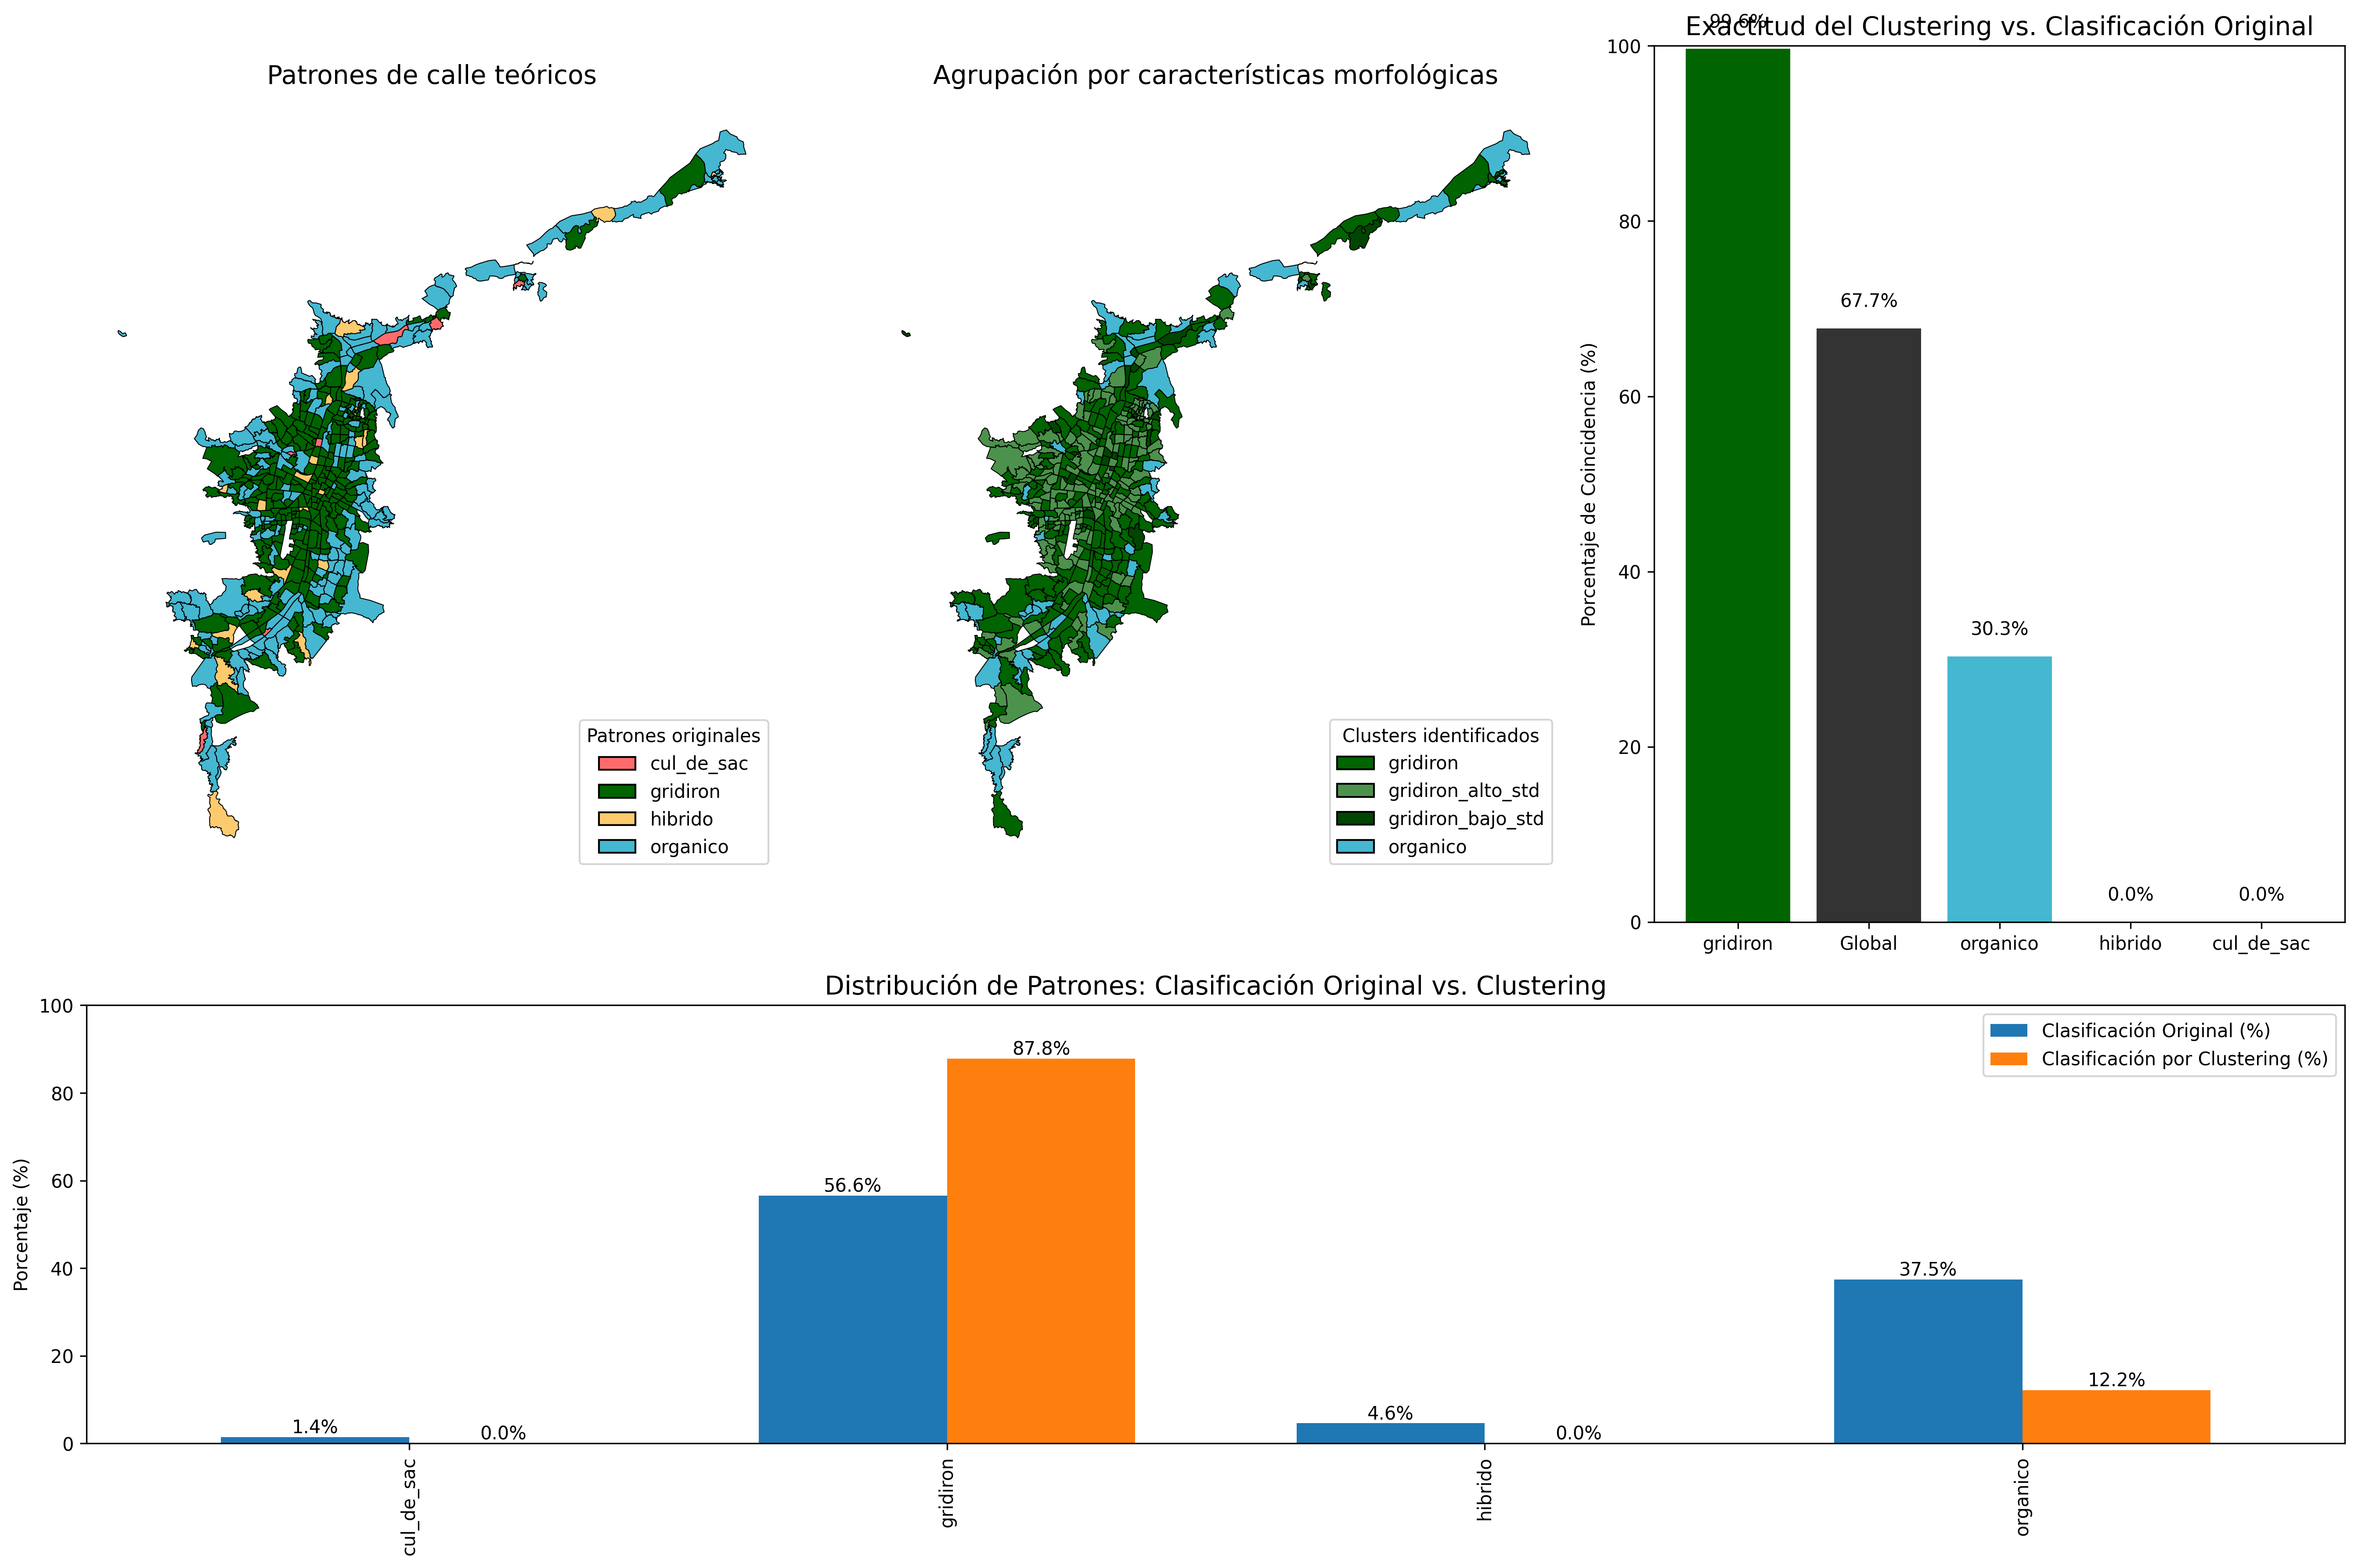 Patrones de calle teóricos
Patrones originales
cul_de_sac
gridiron
hibrido
organico
Agrupación por características morfológicas
Clusters identificados
gridiron
gridiron_alto_std
gridiron_bajo_std
organico
Exactitud del Clustering vs. Clasificación Original
Porcentaje de Coincidencia (%)
100
80
60
40
20
0
99.6%
67.7%
30.3%
0.0%
0.0%
gridiron
Global
organico
hibrido
cul_de_sac
Distribución de Patrones: Clasificación Original vs. Clustering
Porcentaje (%)
100
80
60
40
20
0
Clasificación Original (%)
Clasificación por Clustering (%)
1.4%
0.0%
56.6%
87.8%
4.6%
0.0%
37.5%
12.2%
cul_de_sac
gridiron
hibrido
organico